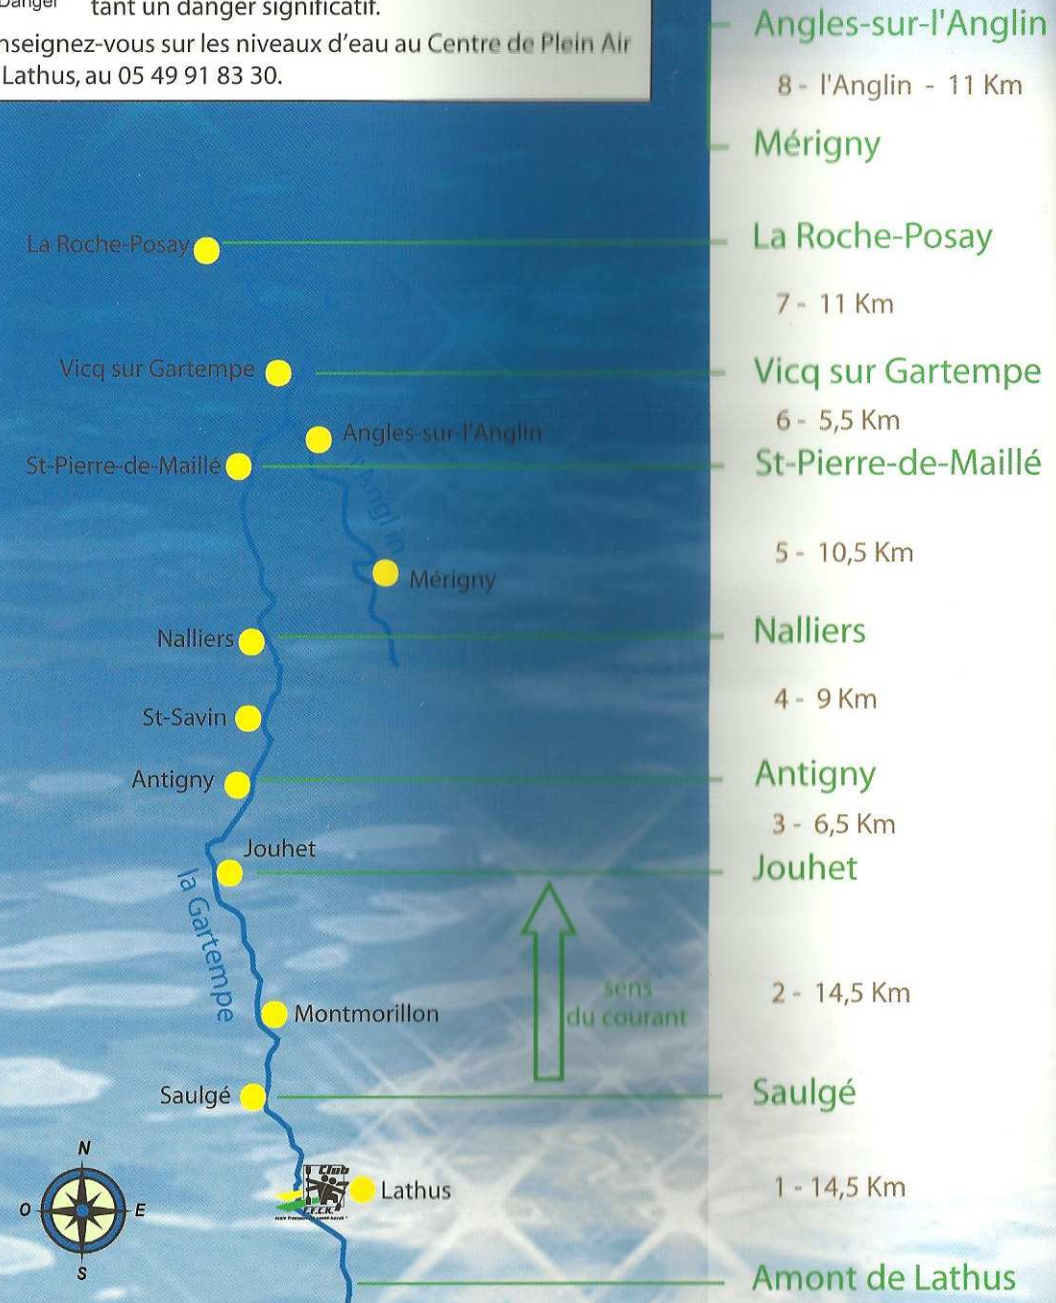 Danger
tant un danger significatif.
nseignez-vous sur les niveaux d'eau au Centre de Plein Air
Lathus, au 05 49 91 83 30.
Angles-sur-l'Anglin
8 - l'Anglin - 11 Km
Mérigny
La Roche-Posay
La Roche-Posay
7 - 11 Km
Vicq sur Gartempe
Vicq sur Gartempe
6 - 5,5 Km
Angles-sur-l'Anglin
St-Pierre-de-Maillé
St-Pierre-de-Maillé
l'Anglin
5 - 10,5 Km
Mérigny
Nalliers
Nalliers
4 - 9 Km
St-Savin
Antigny
Antigny
3 - 6,5 Km
Jouhet
Jouhet
la Gartempe
sens
du courant
2 - 14,5 Km
Montmorillon
Saulgé
Saulgé
N
O
E
S
Club
Lathus
1 - 14,5 Km
Amont de Lathus